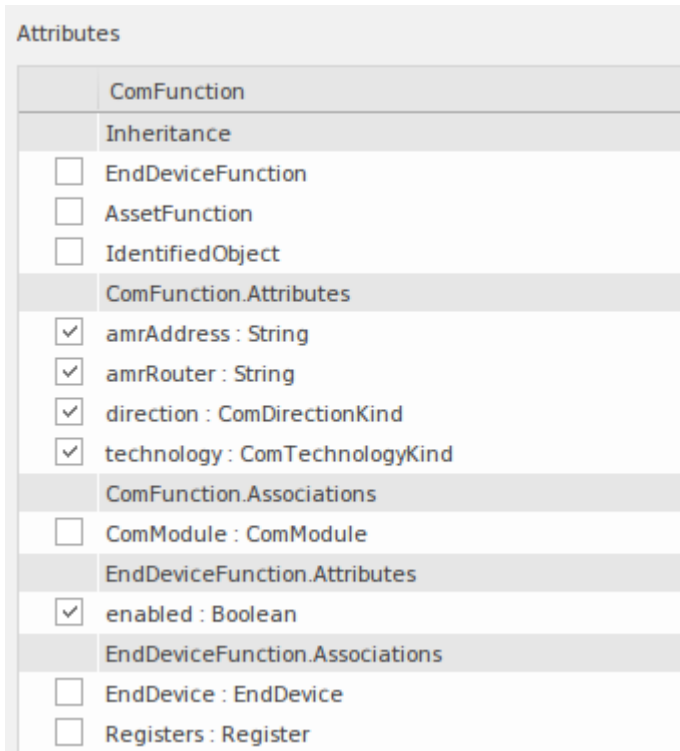 Attributes
ComFunction
Inheritance
EndDeviceFunction
AssetFunction
IdentifiedObject
ComFunction.Attributes
amrAddress : String
amrRouter : String
direction : ComDirectionKind
technology : ComTechnologyKind
ComFunction.Associations
ComModule : ComModule
EndDeviceFunction.Attributes
enabled : Boolean
EndDeviceFunction.Associations
EndDevice : EndDevice
Registers : Register